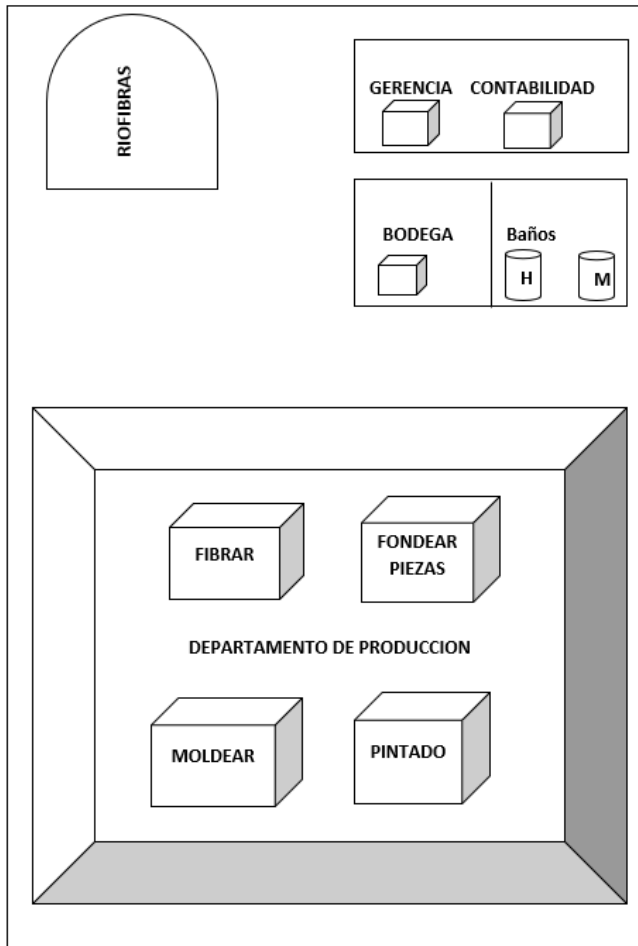 RIOFIBRAS
GERENCIA CONTABILIDAD
BODEGA Baños
H M
FIBRAR
FONDEAR
PIEZAS
DEPARTAMENTO DE PRODUCCION
MOLDEAR PINTADO